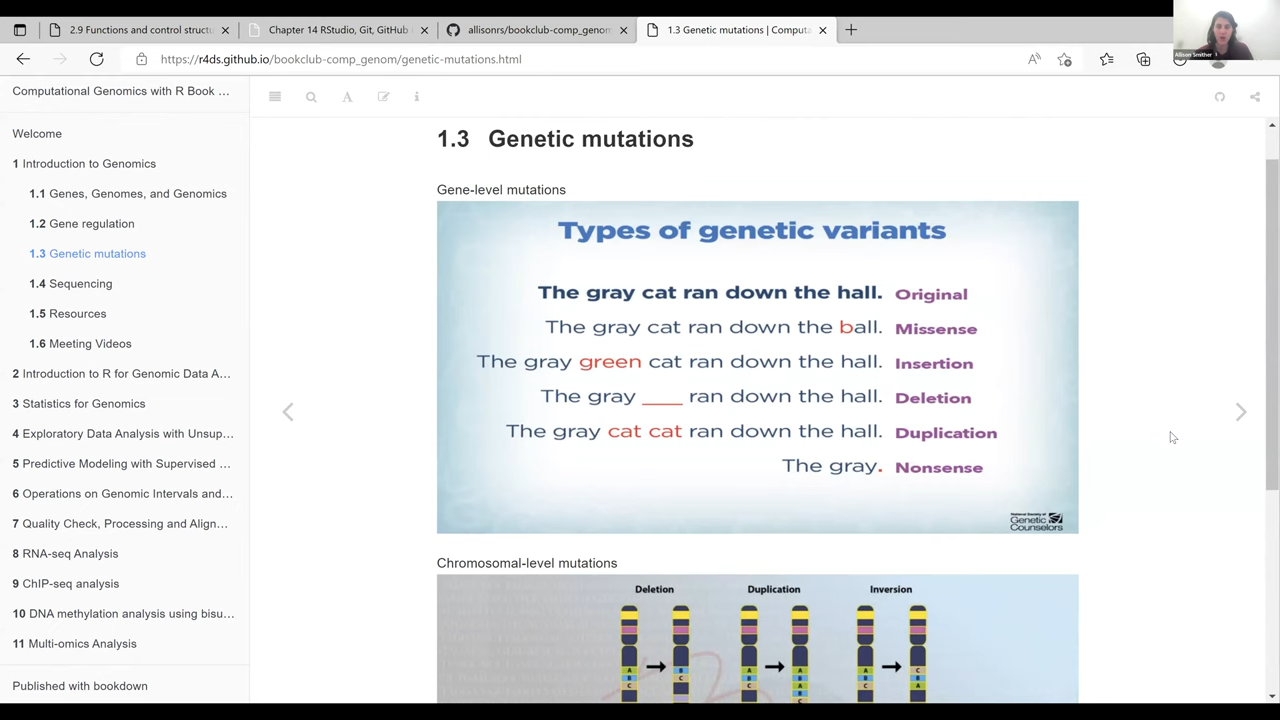 2.9 Functions and control structu
Chapter 14 RStudio, Git, GitHub
allisonrs/bookclub-comp_genom
1.3 Genetic mutations | Computa
Allison Smither
https://r4ds.github.io/bookclub-comp_genom/genetic-mutations.html
Computational Genomics with R Book ...
Welcome
1 Introduction to Genomics
1.1 Genes, Genomes, and Genomics
1.2 Gene regulation
1.3 Genetic mutations
1.4 Sequencing
1.5 Resources
1.6 Meeting Videos
2 Introduction to R for Genomic Data A...
3 Statistics for Genomics
4 Exploratory Data Analysis with Unsup...
5 Predictive Modeling with Supervised ...
6 Operations on Genomic Intervals and...
7 Quality Check, Processing and Align...
8 RNA-seq Analysis
9 ChIP-seq analysis
10 DNA methylation analysis using bisu...
11 Multi-omics Analysis
Published with bookdown
1.3 Genetic mutations
Gene-level mutations
Types of genetic variants
The gray cat ran down the hall. Original
The gray cat ran down the ball. Missense
The gray green cat ran down the hall. Insertion
The gray ____ ran down the hall. Deletion
The gray cat cat ran down the hall. Duplication
The gray. Nonsense
National Society of
Genetic
Counselors
Chromosomal-level mutations
Deletion Duplication Inversion
A B A A A C
B C B B B B
C C A C A
C